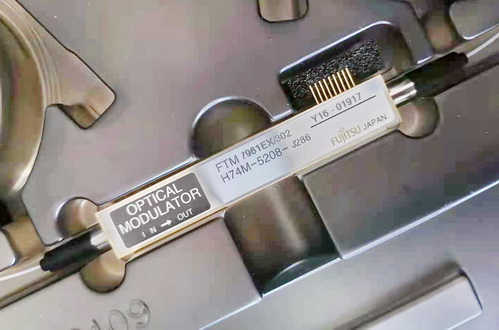 OPTICAL
MODULATOR
IN → OUT
FTM 7961EX/302
H74M-5208-J286
Y16-01917
FUJITSU JAPAN